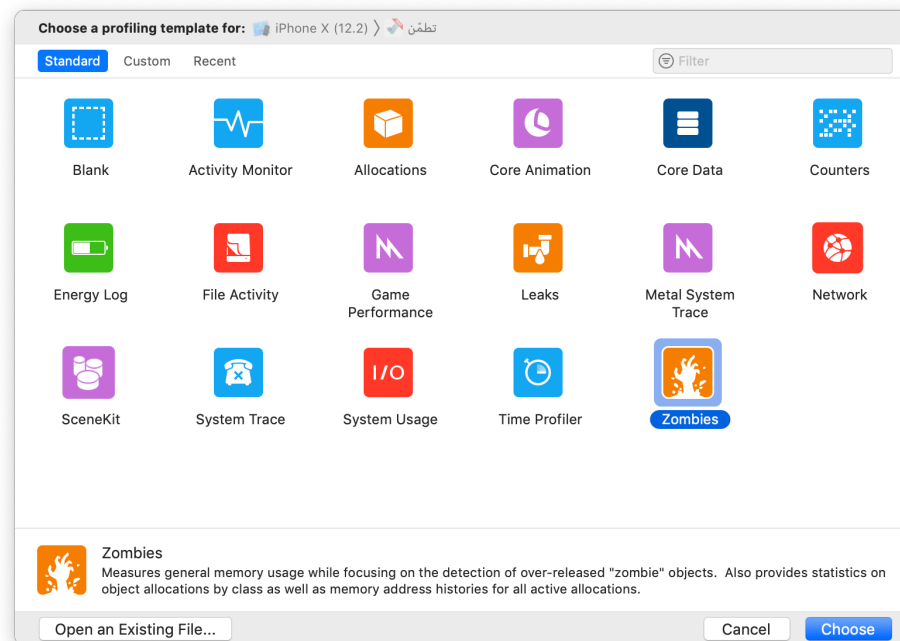 Choose a profiling template for: iPhone X (12.2) 〉 تطمّن
Standard Custom Recent Filter
Blank Activity Monitor Allocations Core Animation Core Data Counters
Energy Log File Activity Game Performance Leaks Metal System Trace Network
I/O
SceneKit System Trace System Usage Time Profiler Zombies
Zombies
Measures general memory usage while focusing on the detection of over-released "zombie" objects. Also provides statistics on
object allocations by class as well as memory address histories for all active allocations.
Open an Existing File... Cancel Choose